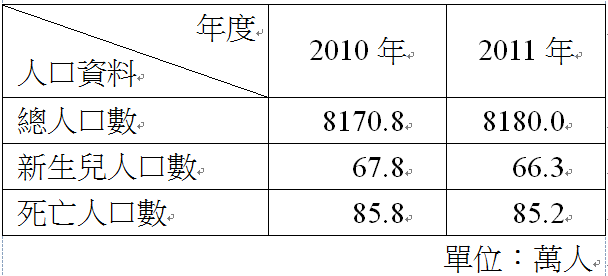 年度
人口資料 2010 年 2011 年
總人口數 8170.8 8180.0
新生兒人口數 67.8 66.3
死亡人口數 85.8 85.2
單位：萬人